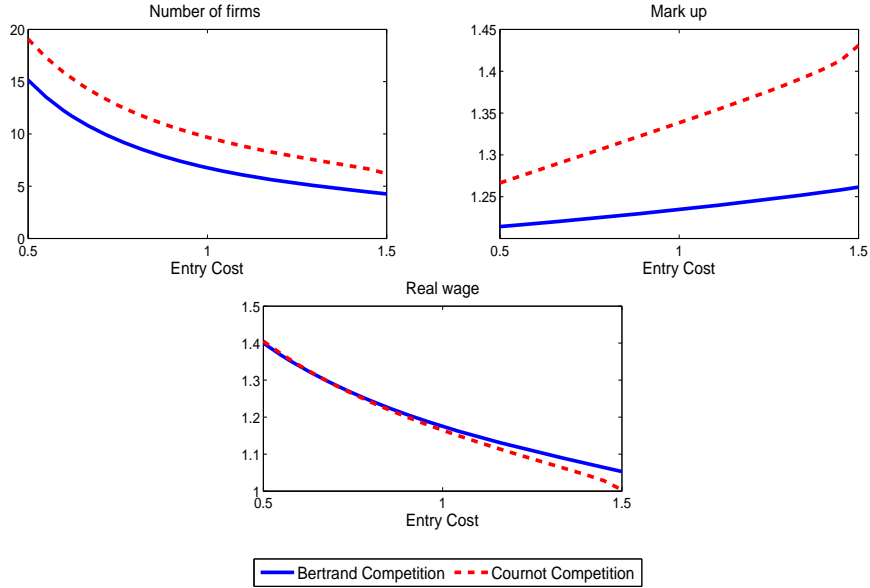 Number of firms
20
15
10
5
0
0.5 1 1.5
Entry Cost
Mark up
1.45
1.4
1.35
1.3
1.25
0.5 1 1.5
Entry Cost
Real wage
1.5
1.4
1.3
1.2
1.1
1
0.5 1 1.5
Entry Cost
Bertrand Competition Cournot Competition